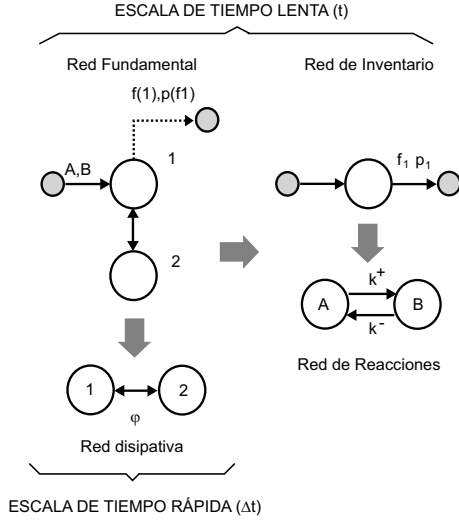 ESCALA DE TIEMPO LENTA (t)
Red Fundamental
Red de Inventario
f(1),p(f1)
A,B
1
2
f₁ p₁
k⁺
A
B
k⁻
Red de Reacciones
1
2
φ
Red disipativa
ESCALA DE TIEMPO RÁPIDA (Δt)